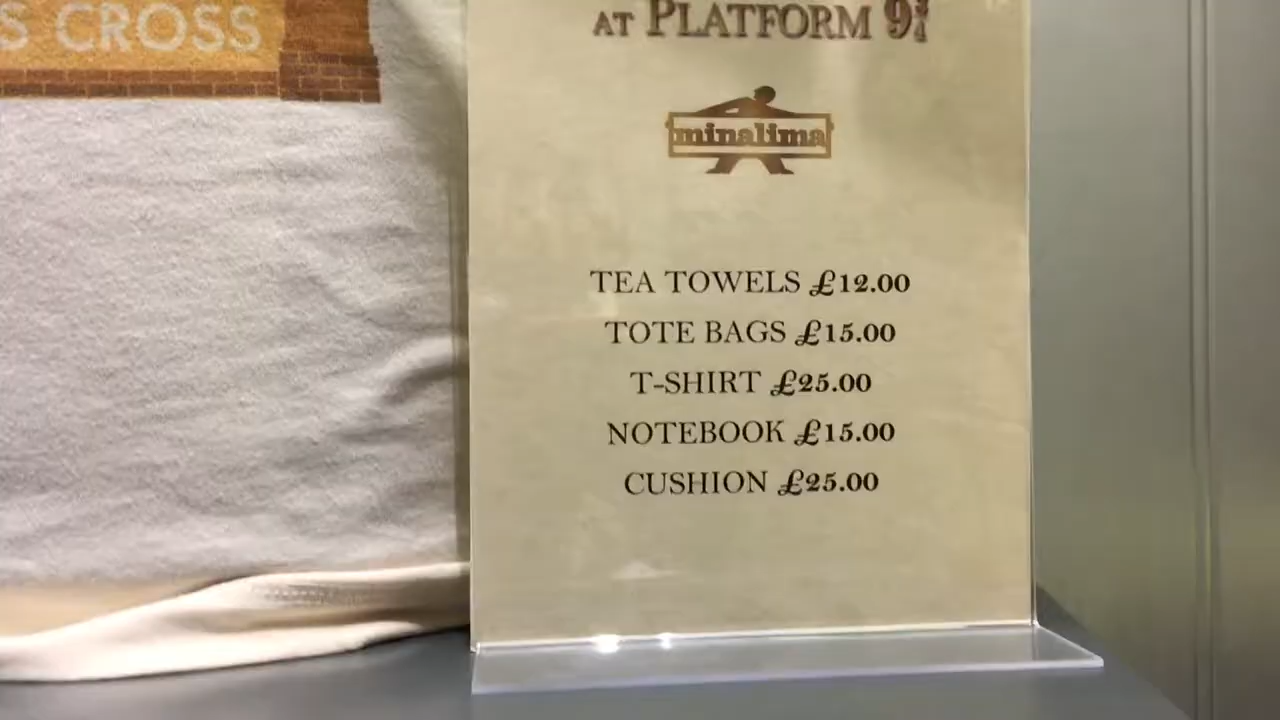 S CROSS
AT PLATFORM 9¾
minalima
TEA TOWELS £12.00
TOTE BAGS £15.00
T-SHIRT £25.00
NOTEBOOK £15.00
CUSHION £25.00